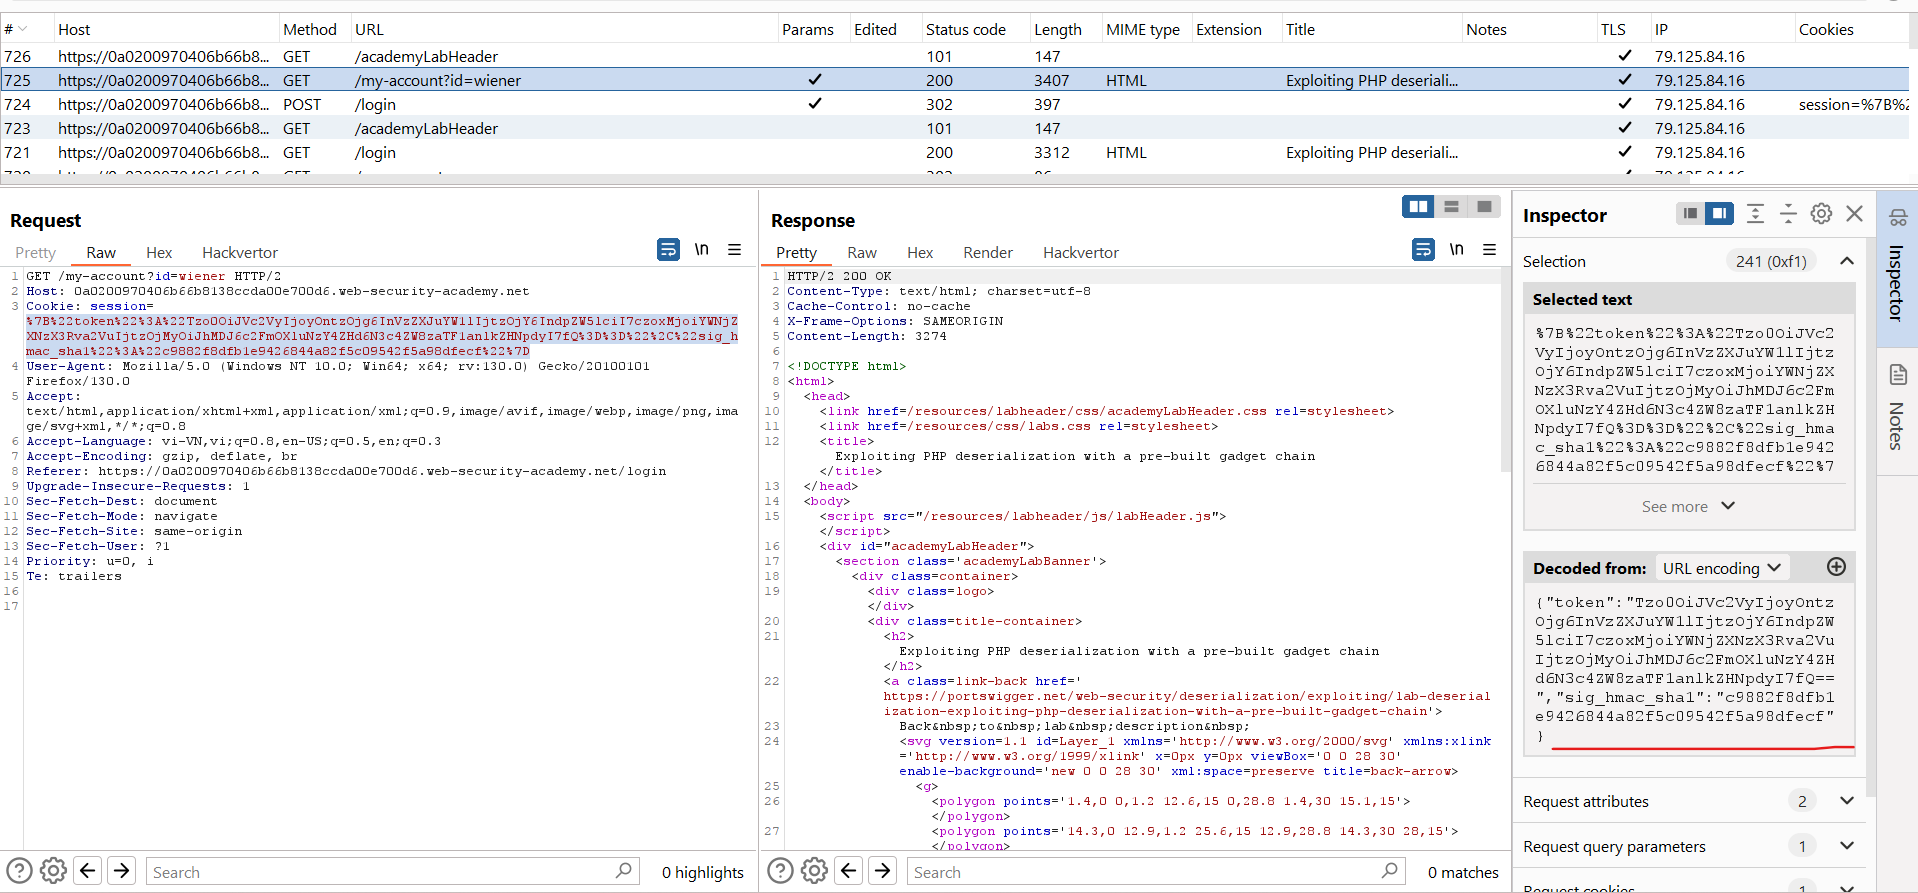 # Host Method URL Params Edited Status code Length MIME type Extension Title Notes TLS IP Cookies
726 https://0a0200970406b66b8... GET /academyLabHeader 101 147 ✓ 79.125.84.16
725 https://0a0200970406b66b8... GET /my-account?id=wiener ✓ 200 3407 HTML Exploiting PHP deseriali... ✓ 79.125.84.16
724 https://0a0200970406b66b8... POST /login ✓ 302 397 ✓ 79.125.84.16 session=%7B%2
723 https://0a0200970406b66b8... GET /academyLabHeader 101 147 ✓ 79.125.84.16
721 https://0a0200970406b66b8... GET /login 200 3312 HTML Exploiting PHP deseriali... ✓ 79.125.84.16
Request
Pretty Raw Hex Hackvertor
\n
1 GET /my-account?id=wiener HTTP/2
2 Host: 0a0200970406b66b8138ccda00e700d6.web-security-academy.net
3 Cookie: session=
%7B%22token%22%3A%22Tzo0OiJVc2VyIjoyOntzOjg6InVzZXJuYW1lIjtzOjY6IndpZW5lciI7czoxMjoiYWNjZ
XNzX3Rva2VuIjtzOjMyOiJhMDJ6c2FmOXluNzY4ZHd6N3c4ZW8zaTF1anlkZHNpdyI7fQ%3D%3D%22%2C%22sig_h
mac_sha1%22%3A%22c9882f8dfb1e9426844a82f5c09542f5a98dfecf%22%7D
4 User-Agent: Mozilla/5.0 (Windows NT 10.0; Win64; x64; rv:130.0) Gecko/20100101
Firefox/130.0
5 Accept:
text/html,application/xhtml+xml,application/xml;q=0.9,image/avif,image/webp,image/png,ima
ge/svg+xml,*/*;q=0.8
6 Accept-Language: vi-VN,vi;q=0.8,en-US;q=0.5,en;q=0.3
7 Accept-Encoding: gzip, deflate, br
8 Referer: https://0a0200970406b66b8138ccda00e700d6.web-security-academy.net/login
9 Upgrade-Insecure-Requests: 1
10 Sec-Fetch-Dest: document
11 Sec-Fetch-Mode: navigate
12 Sec-Fetch-Site: same-origin
13 Sec-Fetch-User: ?1
14 Priority: u=0, i
15 Te: trailers
16
17
Search 0 highlights
Response
Pretty Raw Hex Render Hackvertor
\n
1 HTTP/2 200 OK
2 Content-Type: text/html; charset=utf-8
3 Cache-Control: no-cache
4 X-Frame-Options: SAMEORIGIN
5 Content-Length: 3274
6
7 <!DOCTYPE html>
8 <html>
9 <head>
10 <link href=/resources/labheader/css/academyLabHeader.css rel=stylesheet>
11 <link href=/resources/css/labs.css rel=stylesheet>
12 <title>
Exploiting PHP deserialization with a pre-built gadget chain
</title>
13 </head>
14 <body>
15 <script src="/resources/labheader/js/labHeader.js">
</script>
16 <div id="academyLabHeader">
17 <section class='academyLabBanner'>
18 <div class=container>
19 <div class=logo>
</div>
20 <div class=title-container>
21 <h2>
Exploiting PHP deserialization with a pre-built gadget chain
</h2>
22 <a class=link-back href='
https://portswigger.net/web-security/deserialization/exploiting/lab-deserial
ization-exploiting-php-deserialization-with-a-pre-built-gadget-chain'>
23 Back&nbsp;to&nbsp;lab&nbsp;description&nbsp;
24 <svg version=1.1 id=Layer_1 xmlns='http://www.w3.org/2000/svg' xmlns:xlink
='http://www.w3.org/1999/xlink' x=0px y=0px viewBox='0 0 28 30'
enable-background='new 0 0 28 30' xml:space=preserve title=back-arrow>
25 <g>
26 <polygon points='1.4,0 0,1.2 12.6,15 0,28.8 1.4,30 15.1,15'>
</polygon>
27 <polygon points='14.3,0 12.9,1.2 25.6,15 12.9,28.8 14.3,30 28,15'>
</polygon>
Search 0 matches
Inspector
Selection 241 (0xf1)
Selected text
%7B%22token%22%3A%22Tzo0OiJVc2
VyIjoyOntzOjg6InVzZXJuYW1lIjtz
OjY6IndpZW5lciI7czoxMjoiYWNjZX
NzX3Rva2VuIjtzOjMyOiJhMDJ6c2Fm
OXluNzY4ZHd6N3c4ZW8zaTF1anlkZH
NpdyI7fQ%3D%3D%22%2C%22sig_hma
c_sha1%22%3A%22c9882f8dfb1e942
6844a82f5c09542f5a98dfecf%22%7
See more
Decoded from: URL encoding
{"token":"Tzo0OiJVc2VyIjoyOntz
Ojg6InVzZXJuYW1lIjtzOjY6IndpZW
5lciI7czoxMjoiYWNjZXNzX3Rva2Vu
IjtzOjMyOiJhMDJ6c2FmOXluNzY4ZH
d6N3c4ZW8zaTF1anlkZHNpdyI7fQ==
","sig_hmac_sha1":"c9882f8dfb1
e9426844a82f5c09542f5a98dfecf"
}
Request attributes 2
Request query parameters 1
Request cookies 1
Inspector
Notes